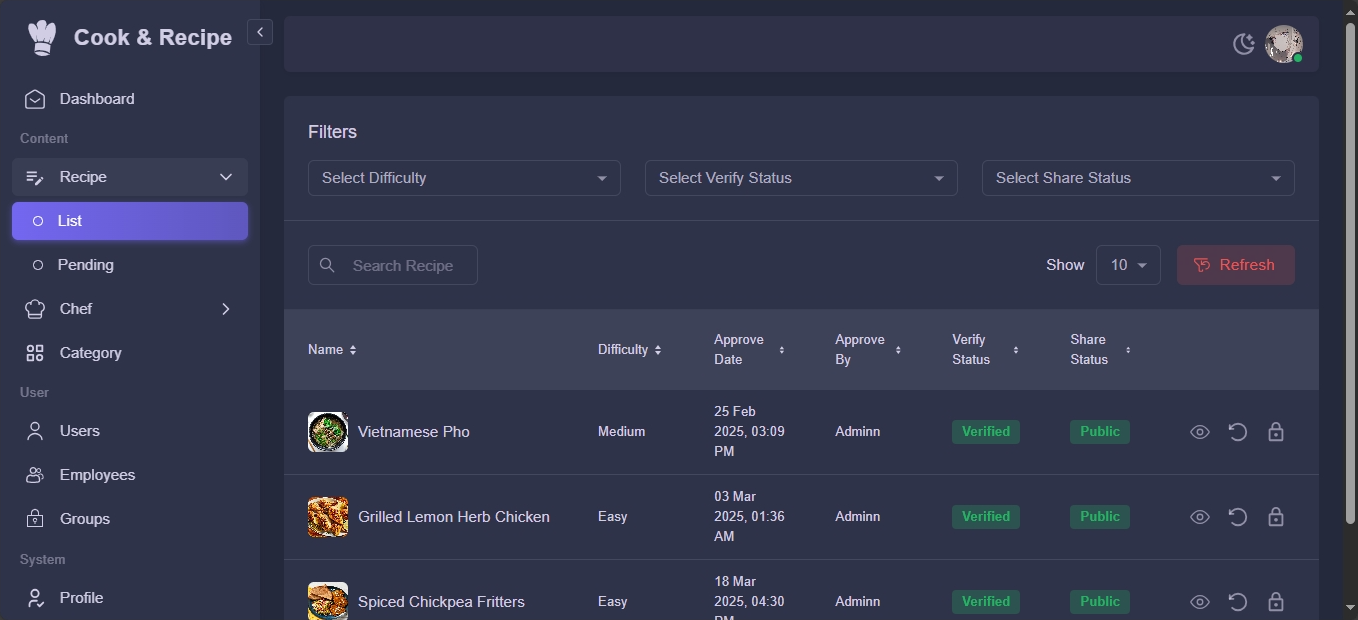 Cook & Recipe
Dashboard
Content
Recipe
List
Pending
Chef
Category
User
Users
Employees
Groups
System
Profile
Filters
Select Difficulty
Select Verify Status
Select Share Status
Search Recipe
Show
10
Refresh
Name
Difficulty
Approve
Date
Approve
By
Verify
Status
Share
Status
Vietnamese Pho
Medium
25 Feb
2025, 03:09
PM
Adminn
Verified
Public
Grilled Lemon Herb Chicken
Easy
03 Mar
2025, 01:36
AM
Adminn
Verified
Public
Spiced Chickpea Fritters
Easy
18 Mar
2025, 04:30
PM
Adminn
Verified
Public